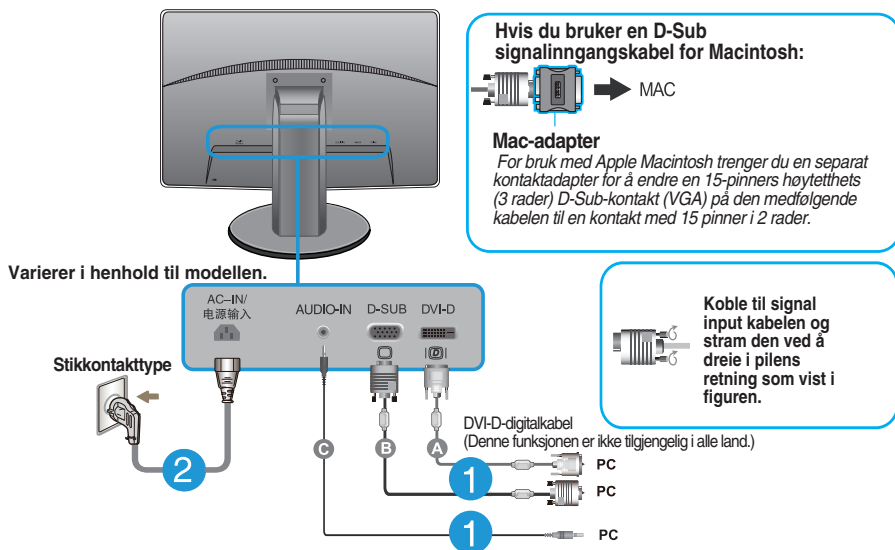 Hvis du bruker en D-Sub
signalinngangskabel for Macintosh:
MAC
Mac-adapter
For bruk med Apple Macintosh trenger du en separat
kontaktadapter for å endre en 15-pinners høytetthets
(3 rader) D-Sub-kontakt (VGA) på den medfølgende
kabelen til en kontakt med 15 pinner i 2 rader.
Varierer i henhold til modellen.
AC-IN/
电源输入
AUDIO-IN
D-SUB
DVI-D
D
Koble til signal
input kabelen og
stram den ved å
dreie i pilens
retning som vist i
figuren.
Stikkontakttype
DVI-D-digitalkabel
(Denne funksjonen er ikke tilgjengelig i alle land.)
C
B
A
2
1
PC
PC
1
PC